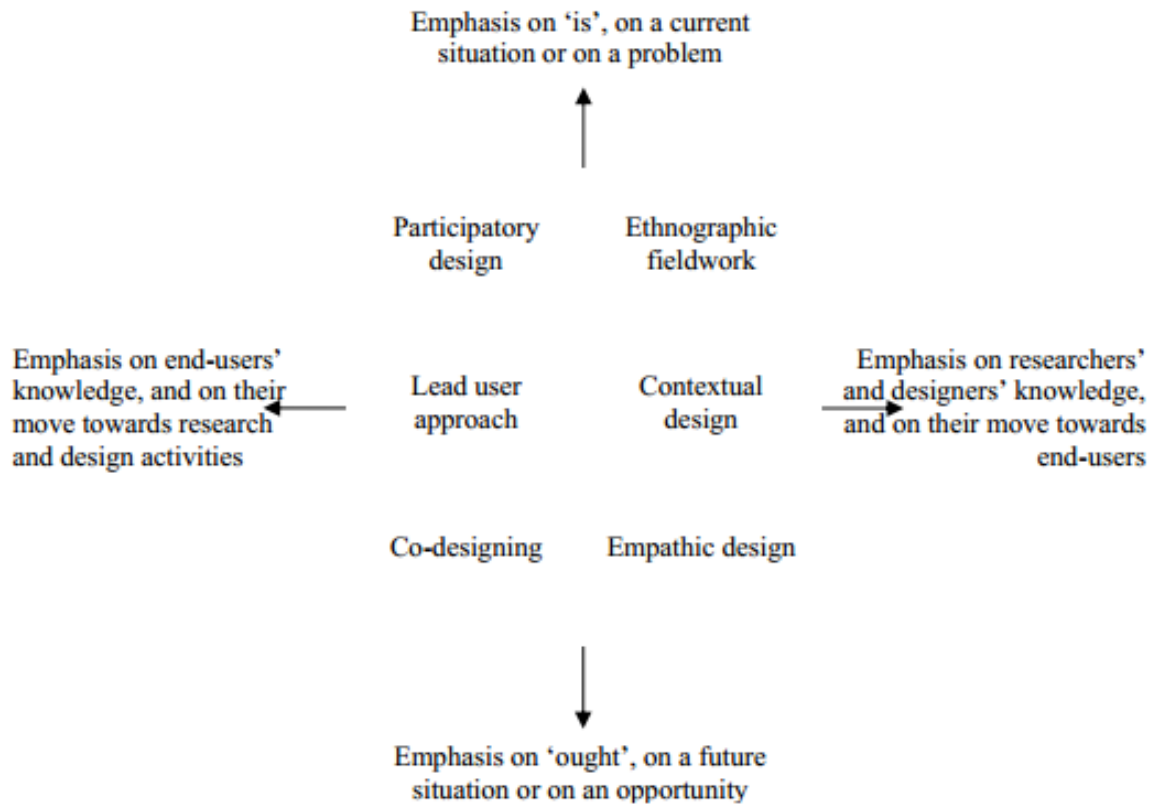 Emphasis on ‘is’, on a current
situation or on a problem
Participatory
design
Ethnographic
fieldwork
Emphasis on end-users’
knowledge, and on their
move towards research
and design activities
Lead user
approach
Contextual
design
Emphasis on researchers’
and designers’ knowledge,
and on their move towards
end-users
Co-designing
Empathic design
Emphasis on ‘ought’, on a future
situation or on an opportunity